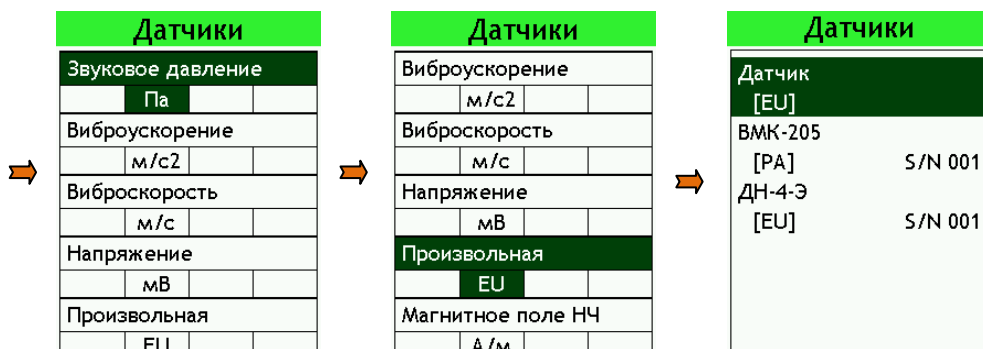 Датчики
Звуковое давление
Па
Виброускорение
м/с2
Виброскорость
м/с
Напряжение
мВ
Произвольная
EU
Датчики
Виброускорение
м/с2
Виброскорость
м/с
Напряжение
мВ
Произвольная
EU
Магнитное поле НЧ
А/м
Датчики
Датчик
[EU]
ВМК-205
[PA] S/N 001
ДН-4-Э
[EU] S/N 001